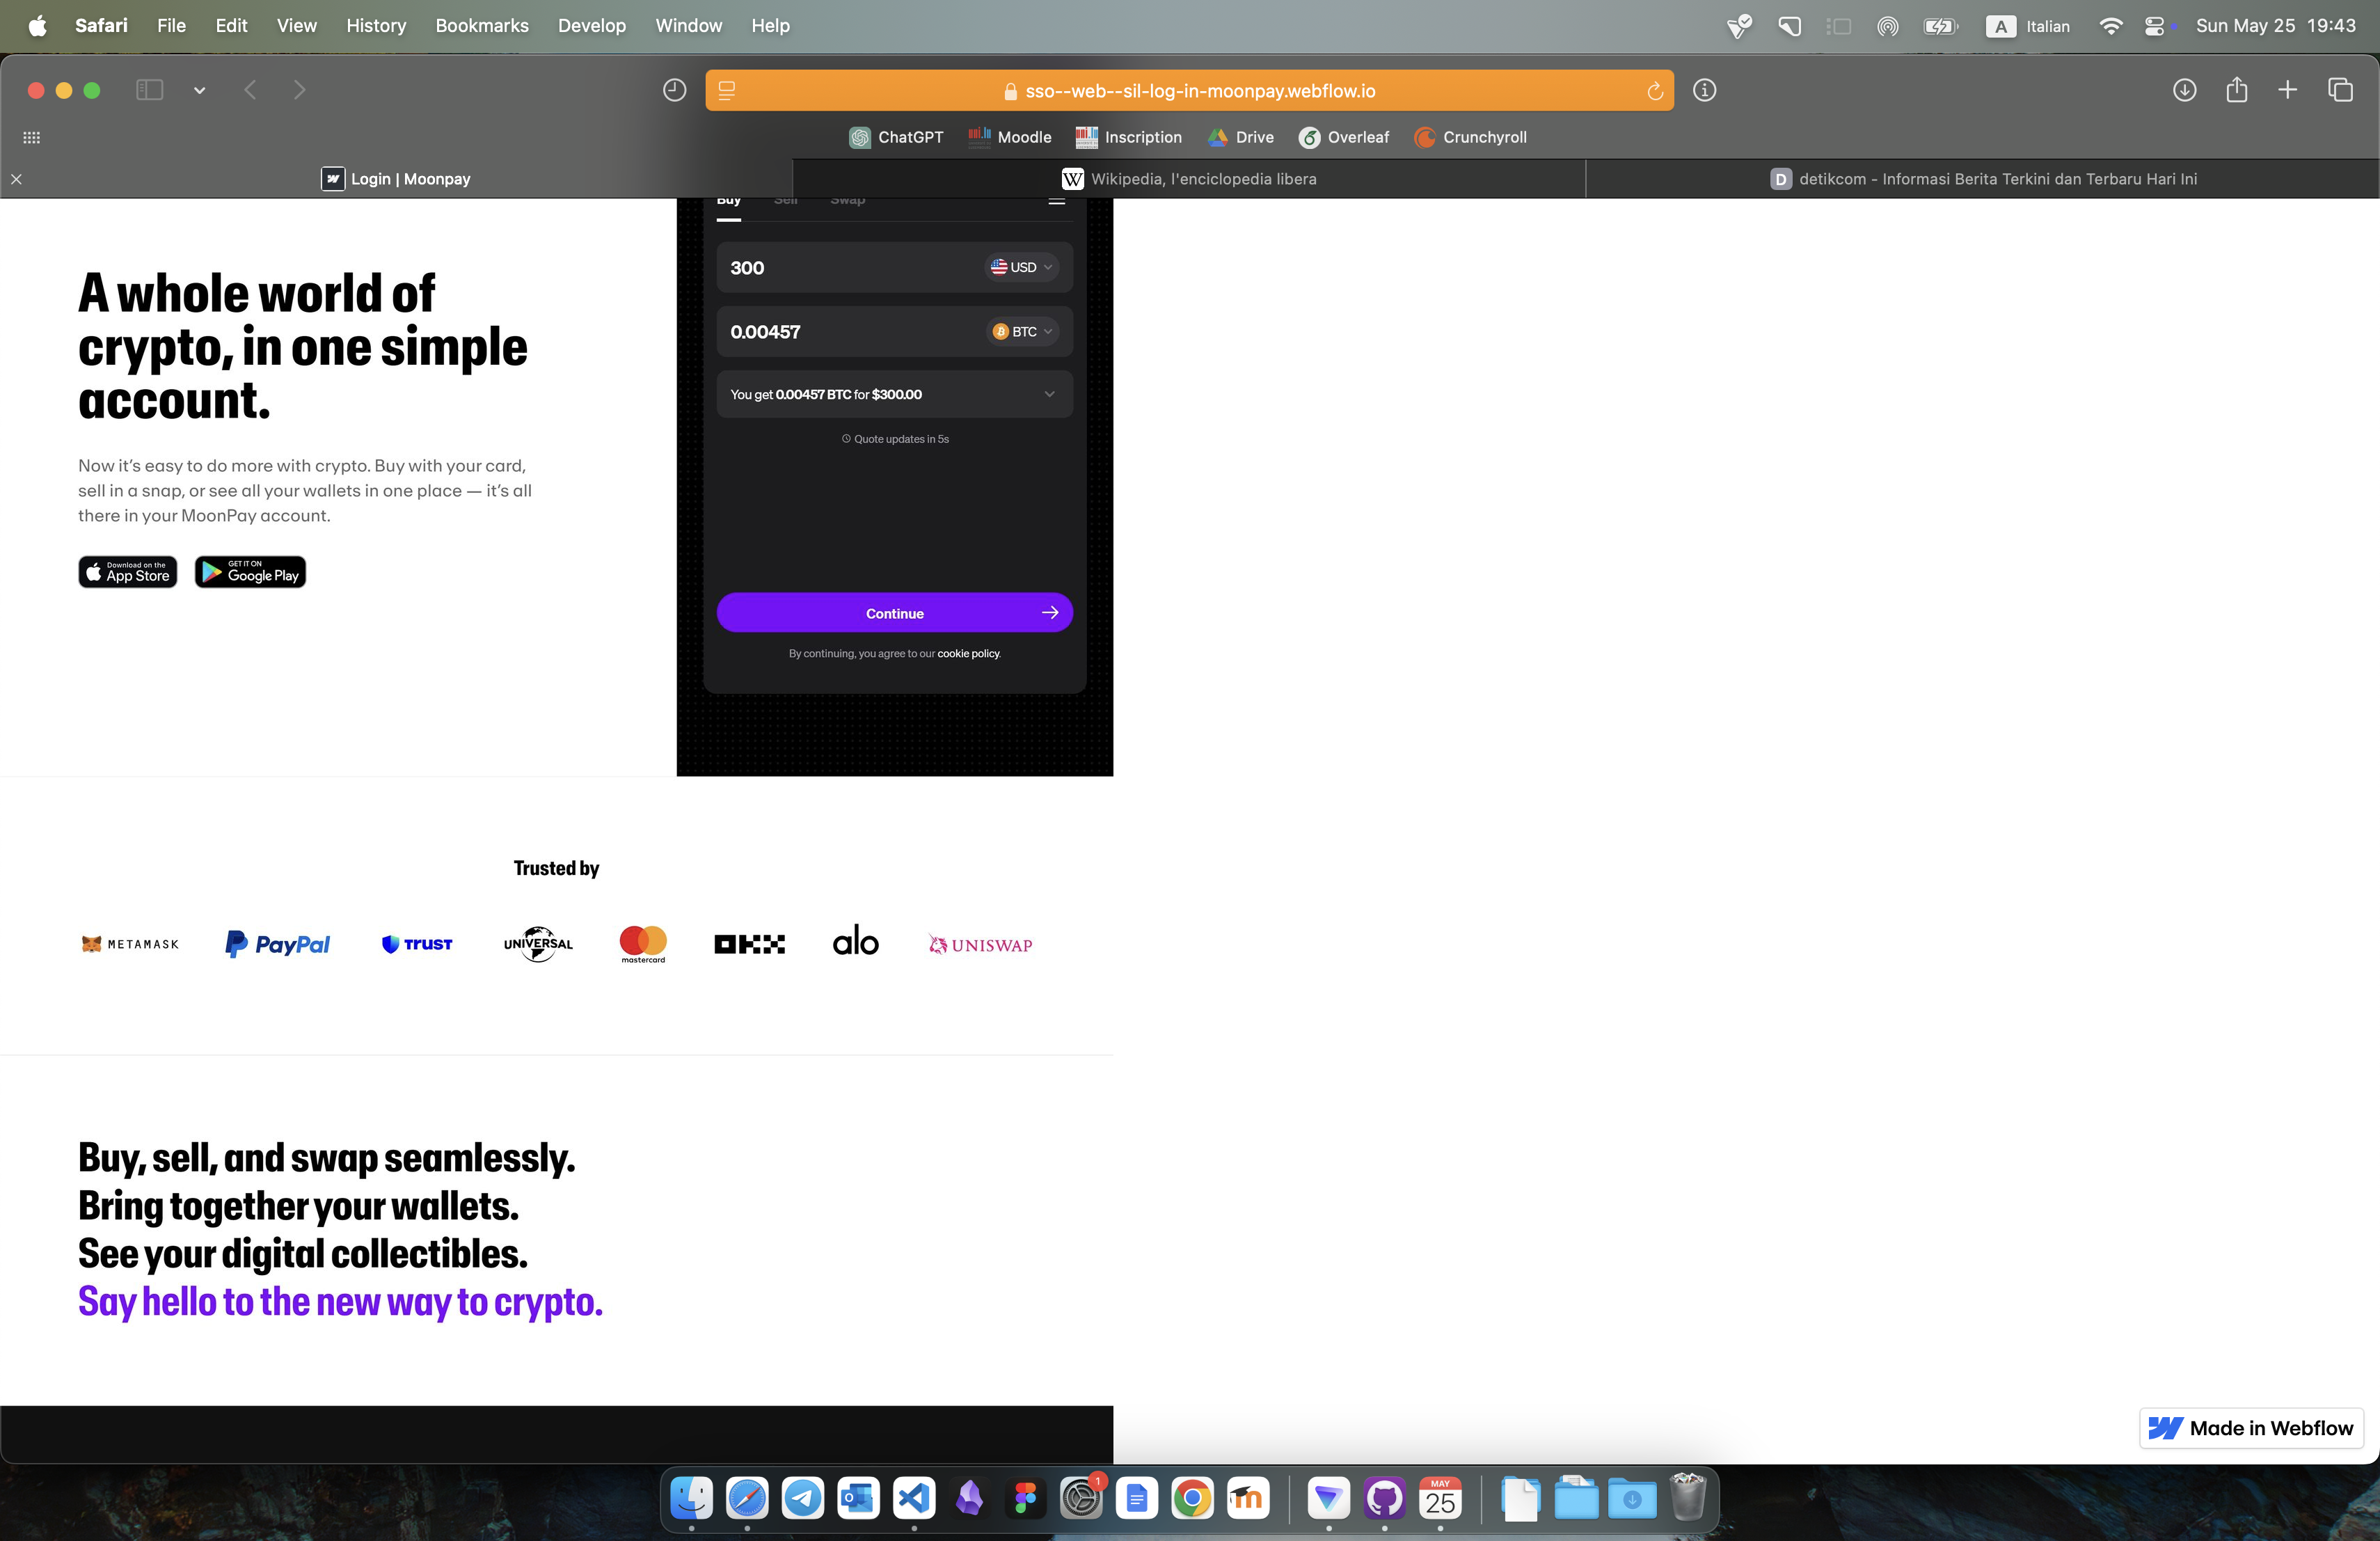 Safari File Edit View History Bookmarks Develop Window Help
A Italian Sun May 25 19:43
sso--web--sil-log-in-moonpay.webflow.io
ChatGPT Moodle Inscription Drive Overleaf Crunchyroll
Login | Moonpay
Wikipedia, l'enciclopedia libera
D detikcom - Informasi Berita Terkini dan Terbaru Hari Ini
Buy Sell Swap
A whole world of
crypto, in one simple
account.
Now it's easy to do more with crypto. Buy with your card,
sell in a snap, or see all your wallets in one place — it's all
there in your MoonPay account.
Download on the
App Store
GET IT ON
Google Play
300 USD
0.00457 BTC
You get 0.00457 BTC for $300.00
Quote updates in 5s
Continue
By continuing, you agree to our cookie policy.
Trusted by
METAMASK
PayPal
TRUST
UNIVERSAL
mastercard
OKX
alo
UNISWAP
Buy, sell, and swap seamlessly.
Bring together your wallets.
See your digital collectibles.
Say hello to the new way to crypto.
Made in Webflow
1
MAY
25